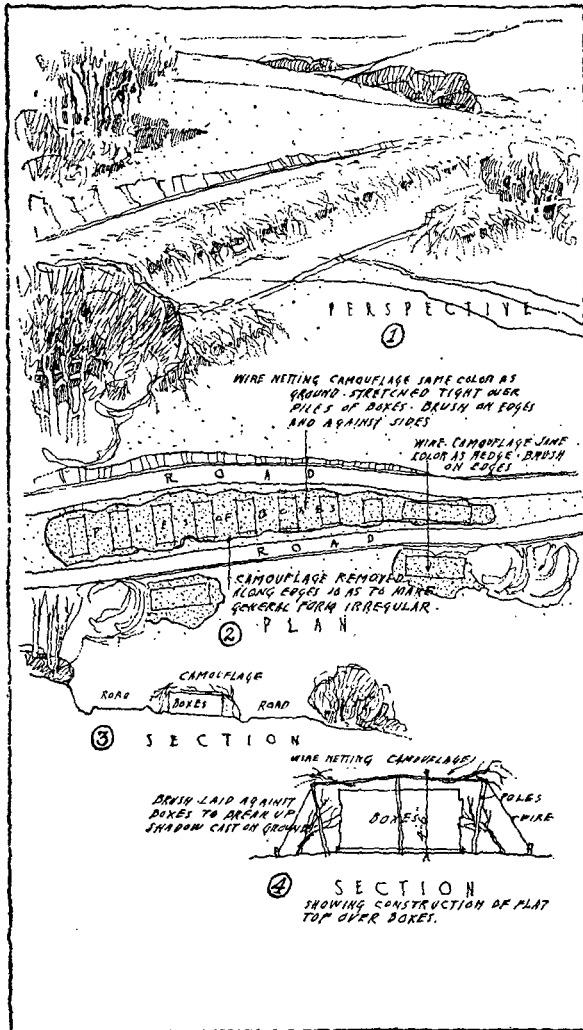 PERSPECTIVE
1
WIRE NETTING CAMOUFLAGE SAME COLOR AS
GROUND - STRETCHED TIGHT OVER
PILES OF BOXES - BRUSH ON EDGES
AND AGAINST SIDES
WIRE CAMOUFLAGE SAME
COLOR AS HEDGE - BRUSH
ON EDGES
ROAD
PILES OF BOXES
ROAD
CAMOUFLAGE REMOVED
ALONG EDGES SO AS TO MAKE
GENERAL FORM IRREGULAR.
2 PLAN
CAMOUFLAGE
ROAD BOXES ROAD
3 SECTION
WIRE NETTING CAMOUFLAGE
BRUSH LAID AGAINST
BOXES TO BREAK UP
SHADOW CAST ON GROUND
BOXES
POLES
WIRE
4 SECTION
SHOWING CONSTRUCTION OF FLAT
TOP OVER BOXES.